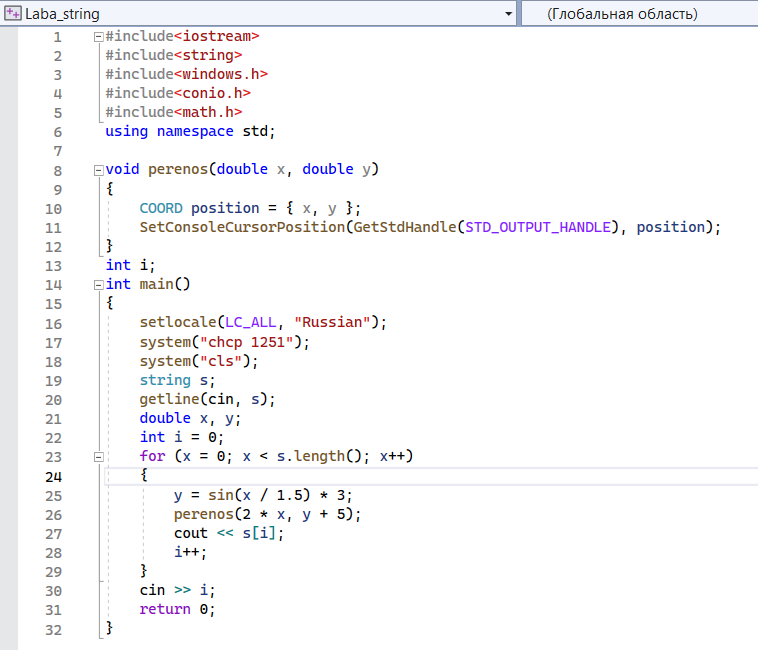 Laba_string (Глобальная область)
1 #include<iostream>
2 #include<string>
3 #include<windows.h>
4 #include<conio.h>
5 #include<math.h>
6 using namespace std;
7
8 void perenos(double x, double y)
9 {
10 COORD position = { x, y };
11 SetConsoleCursorPosition(GetStdHandle(STD_OUTPUT_HANDLE), position);
12 }
13 int i;
14 int main()
15 {
16 setlocale(LC_ALL, "Russian");
17 system("chcp 1251");
18 system("cls");
19 string s;
20 getline(cin, s);
21 double x, y;
22 int i = 0;
23 for (x = 0; x < s.length(); x++)
24 {
25 y = sin(x / 1.5) * 3;
26 perenos(2 * x, y + 5);
27 cout << s[i];
28 i++;
29 }
30 cin >> i;
31 return 0;
32 }